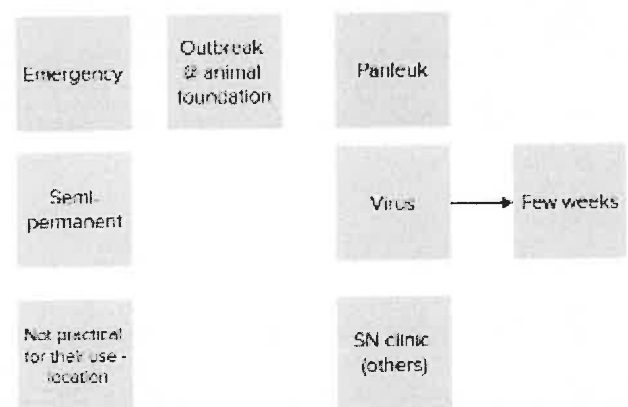 Emergency
Outbreak
@ animal
foundation
Panleuk
Semi-
permanent
Virus
Few weeks
Not practical
for their use -
location
SN clinic
(others)